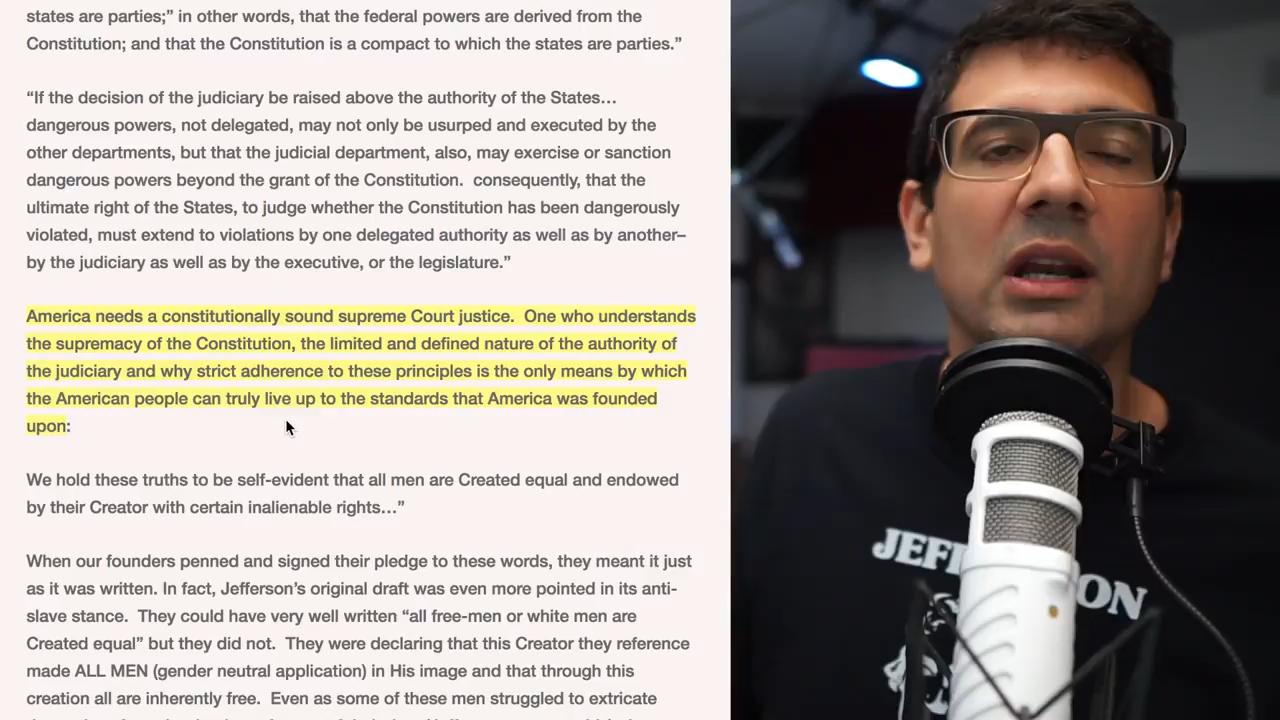 states are parties;” in other words, that the federal powers are derived from the
Constitution; and that the Constitution is a compact to which the states are parties.”
“If the decision of the judiciary be raised above the authority of the States…
dangerous powers, not delegated, may not only be usurped and executed by the
other departments, but that the judicial department, also, may exercise or sanction
dangerous powers beyond the grant of the Constitution.  consequently, that the
ultimate right of the States, to judge whether the Constitution has been dangerously
violated, must extend to violations by one delegated authority as well as by another–
by the judiciary as well as by the executive, or the legislature.”
America needs a constitutionally sound supreme Court justice.  One who understands
the supremacy of the Constitution, the limited and defined nature of the authority of
the judiciary and why strict adherence to these principles is the only means by which
the American people can truly live up to the standards that America was founded
upon:
We hold these truths to be self-evident that all men are Created equal and endowed
by their Creator with certain inalienable rights…”
When our founders penned and signed their pledge to these words, they meant it just
as it was written. In fact, Jefferson’s original draft was even more pointed in its anti-
slave stance.  They could have very well written “all free-men or white men are
Created equal” but they did not.  They were declaring that this Creator they reference
made ALL MEN (gender neutral application) in His image and that through this
creation all are inherently free.  Even as some of these men struggled to extricate